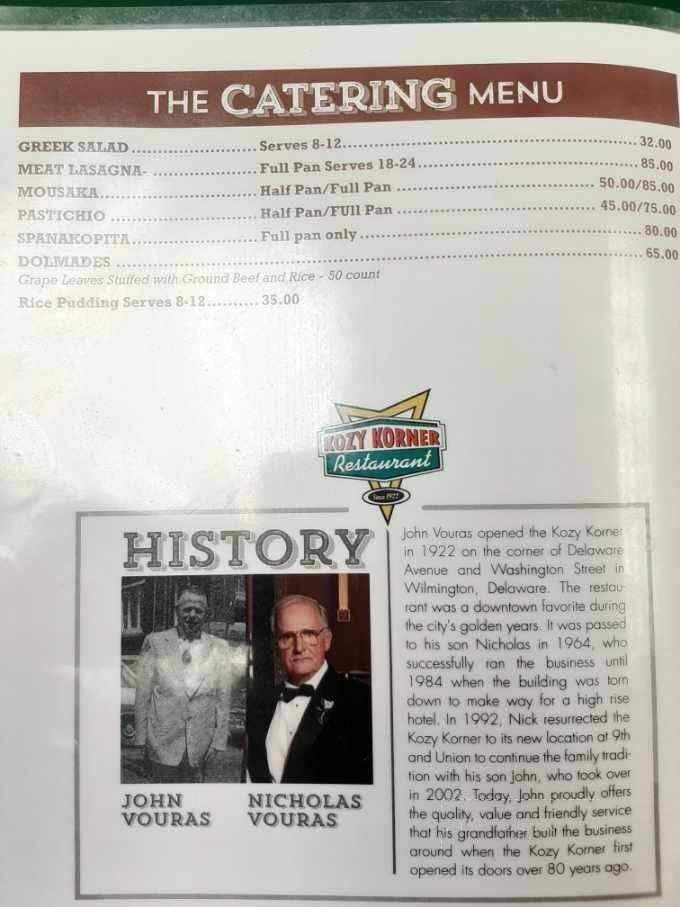 THE CATERING MENU
GREEK SALAD .......................... Serves 8-12............................................................. 32.00
MEAT LASAGNA- ...................... Full Pan Serves 18-24.............................................. 85.00
MOUSAKA................................. Half Pan/Full Pan ......................................... 50.00/85.00
PASTICHIO .............................. Half Pan/FUll Pan ......................................... 45.00/75.00
SPANAKOPITA.......................... Full pan only .......................................................... 80.00
DOLMADES ............................................................................................................ 65.00
Grape Leaves Stuffed with Ground Beef and Rice - 50 count
Rice Pudding Serves 8-12........... 35.00
KOZY KORNER
Restaurant
Since 1922
HISTORY
JOHN
VOURAS
NICHOLAS
VOURAS
John Vouras opened the Kozy Korner
in 1922 on the corner of Delaware
Avenue and Washington Street in
Wilmington, Delaware. The restau-
rant was a downtown favorite during
the city's golden years. It was passed
to his son Nicholas in 1964, who
successfully ran the business until
1984 when the building was torn
down to make way for a high rise
hotel. In 1992, Nick resurrected the
Kozy Korner to its new location at 9th
and Union to continue the family tradi-
tion with his son John, who took over
in 2002. Today, John proudly offers
the quality, value and friendly service
that his grandfather built the business
around when the Kozy Korner first
opened its doors over 80 years ago.